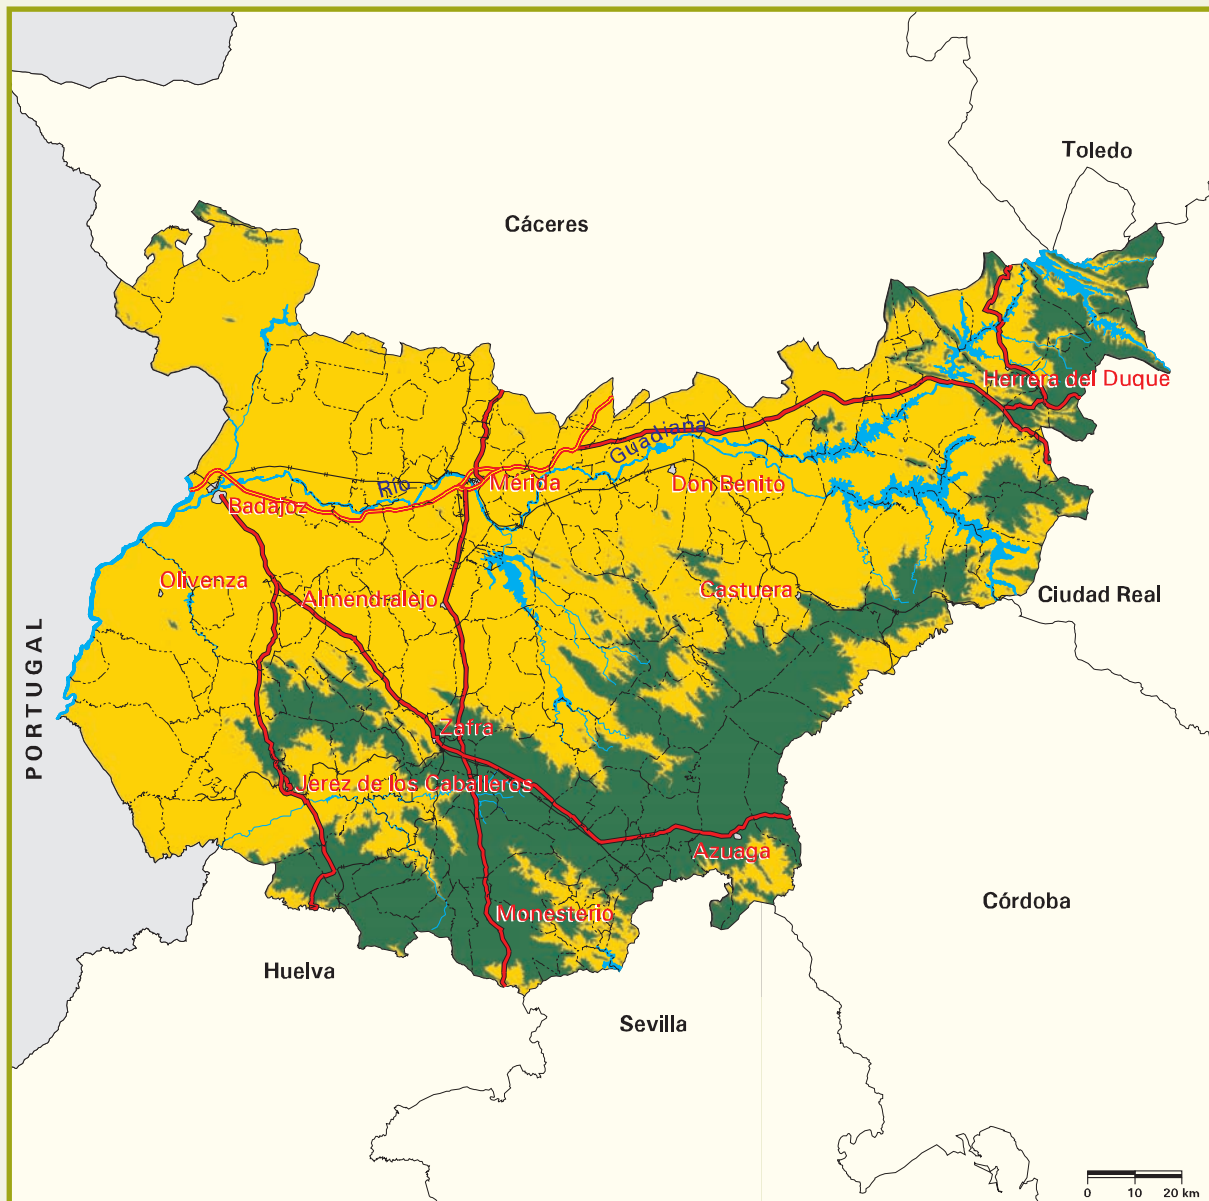 Toledo
Cáceres
Herrera del Duque
Río Guadiana
Mérida
Don Benito
Badajoz
Olivenza
Almendralejo
Castuera
Ciudad Real
PORTUGAL
Zafra
Jerez de los Caballeros
Azuaga
Córdoba
Monesterio
Huelva
Sevilla
0 10 20 km